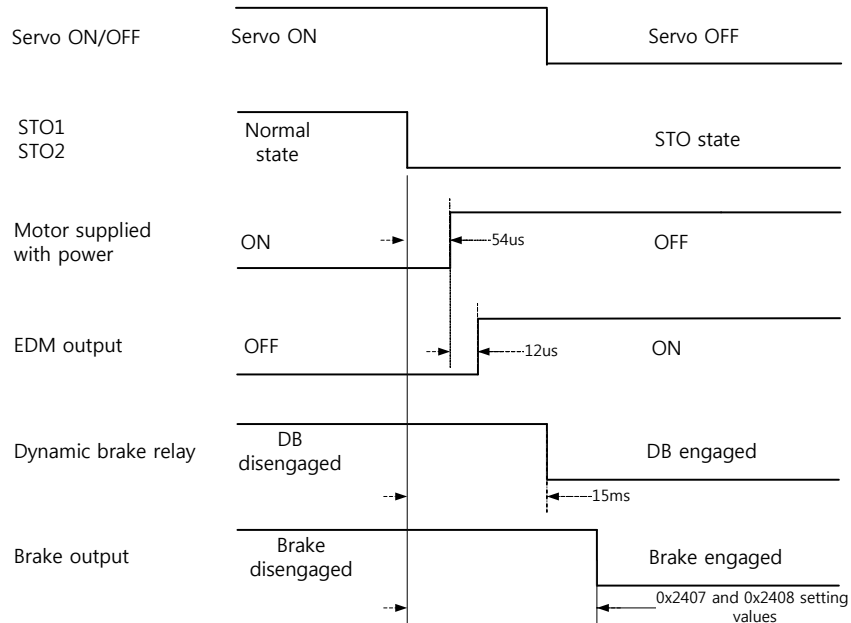 Servo ON/OFF
Servo ON
Servo OFF
STO1
STO2
Normal
state
STO state
Motor supplied
with power
ON
54us
OFF
EDM output
OFF
12us
ON
Dynamic brake relay
DB
disengaged
DB engaged
15ms
Brake output
Brake
disengaged
Brake engaged
0x2407 and 0x2408 setting
values